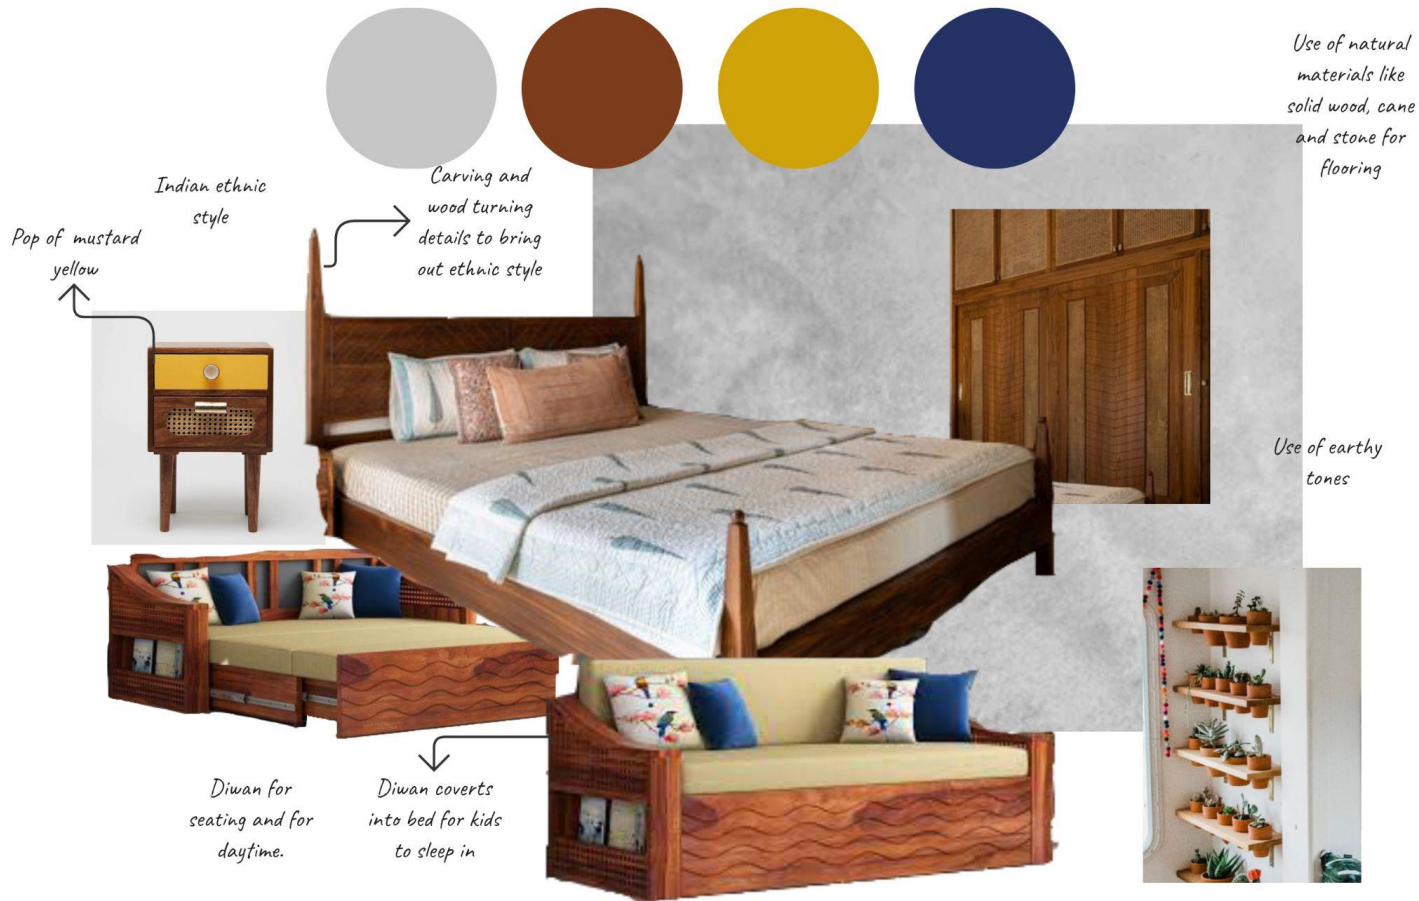 Use of natural
materials like
solid wood, cane
and stone for
flooring
Indian ethnic
style
Carving and
wood turning
details to bring
out ethnic style
Pop of mustard
yellow
Use of earthy
tones
Diwan for
seating and for
daytime.
Diwan coverts
into bed for kids
to sleep in